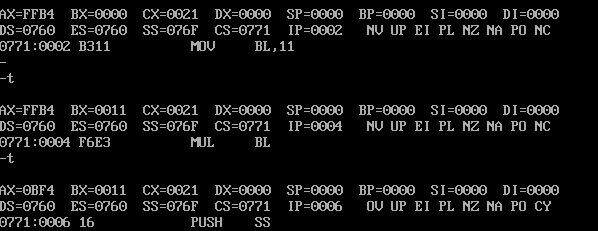 AX=FFB4 BX=0000 CX=0021 DX=0000 SP=0000 BP=0000 SI=0000 DI=0000
DS=0760 ES=0760 SS=076F CS=0771 IP=0002 NV UP EI PL NZ NA PO NC
0771:0002 B311 MOV BL,11
-
-t
AX=FFB4 BX=0011 CX=0021 DX=0000 SP=0000 BP=0000 SI=0000 DI=0000
DS=0760 ES=0760 SS=076F CS=0771 IP=0004 NV UP EI PL NZ NA PO NC
0771:0004 F6E3 MUL BL
-t
AX=0BF4 BX=0011 CX=0021 DX=0000 SP=0000 BP=0000 SI=0000 DI=0000
DS=0760 ES=0760 SS=076F CS=0771 IP=0006 OV UP EI PL NZ NA PO CY
0771:0006 16 PUSH SS